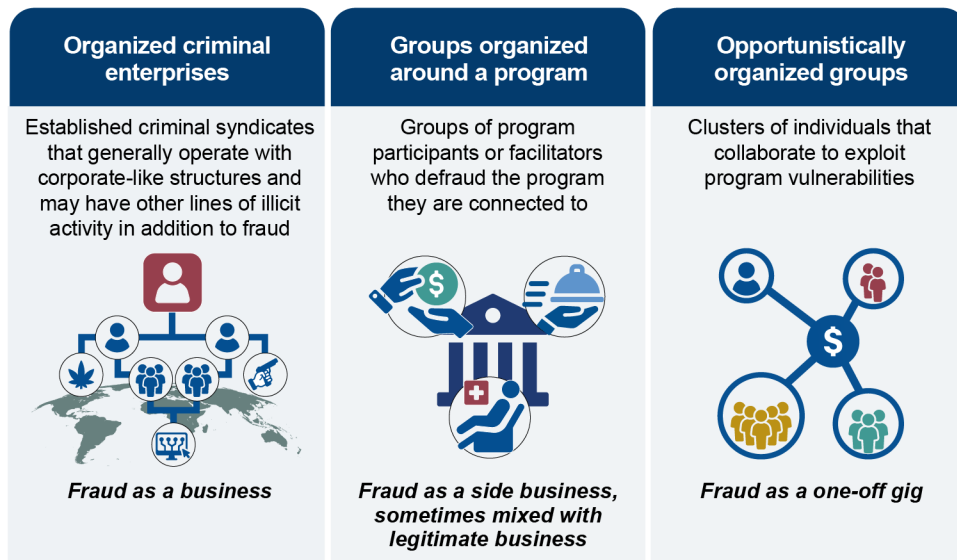 Organized criminal
enterprises
Established criminal syndicates
that generally operate with
corporate-like structures and
may have other lines of illicit
activity in addition to fraud
$
Fraud as a business
Groups organized
around a program
Groups of program
participants or facilitators
who defraud the program
they are connected to
$
Fraud as a side business,
sometimes mixed with
legitimate business
Opportunistically
organized groups
Clusters of individuals that
collaborate to exploit
program vulnerabilities
$
Fraud as a one-off gig